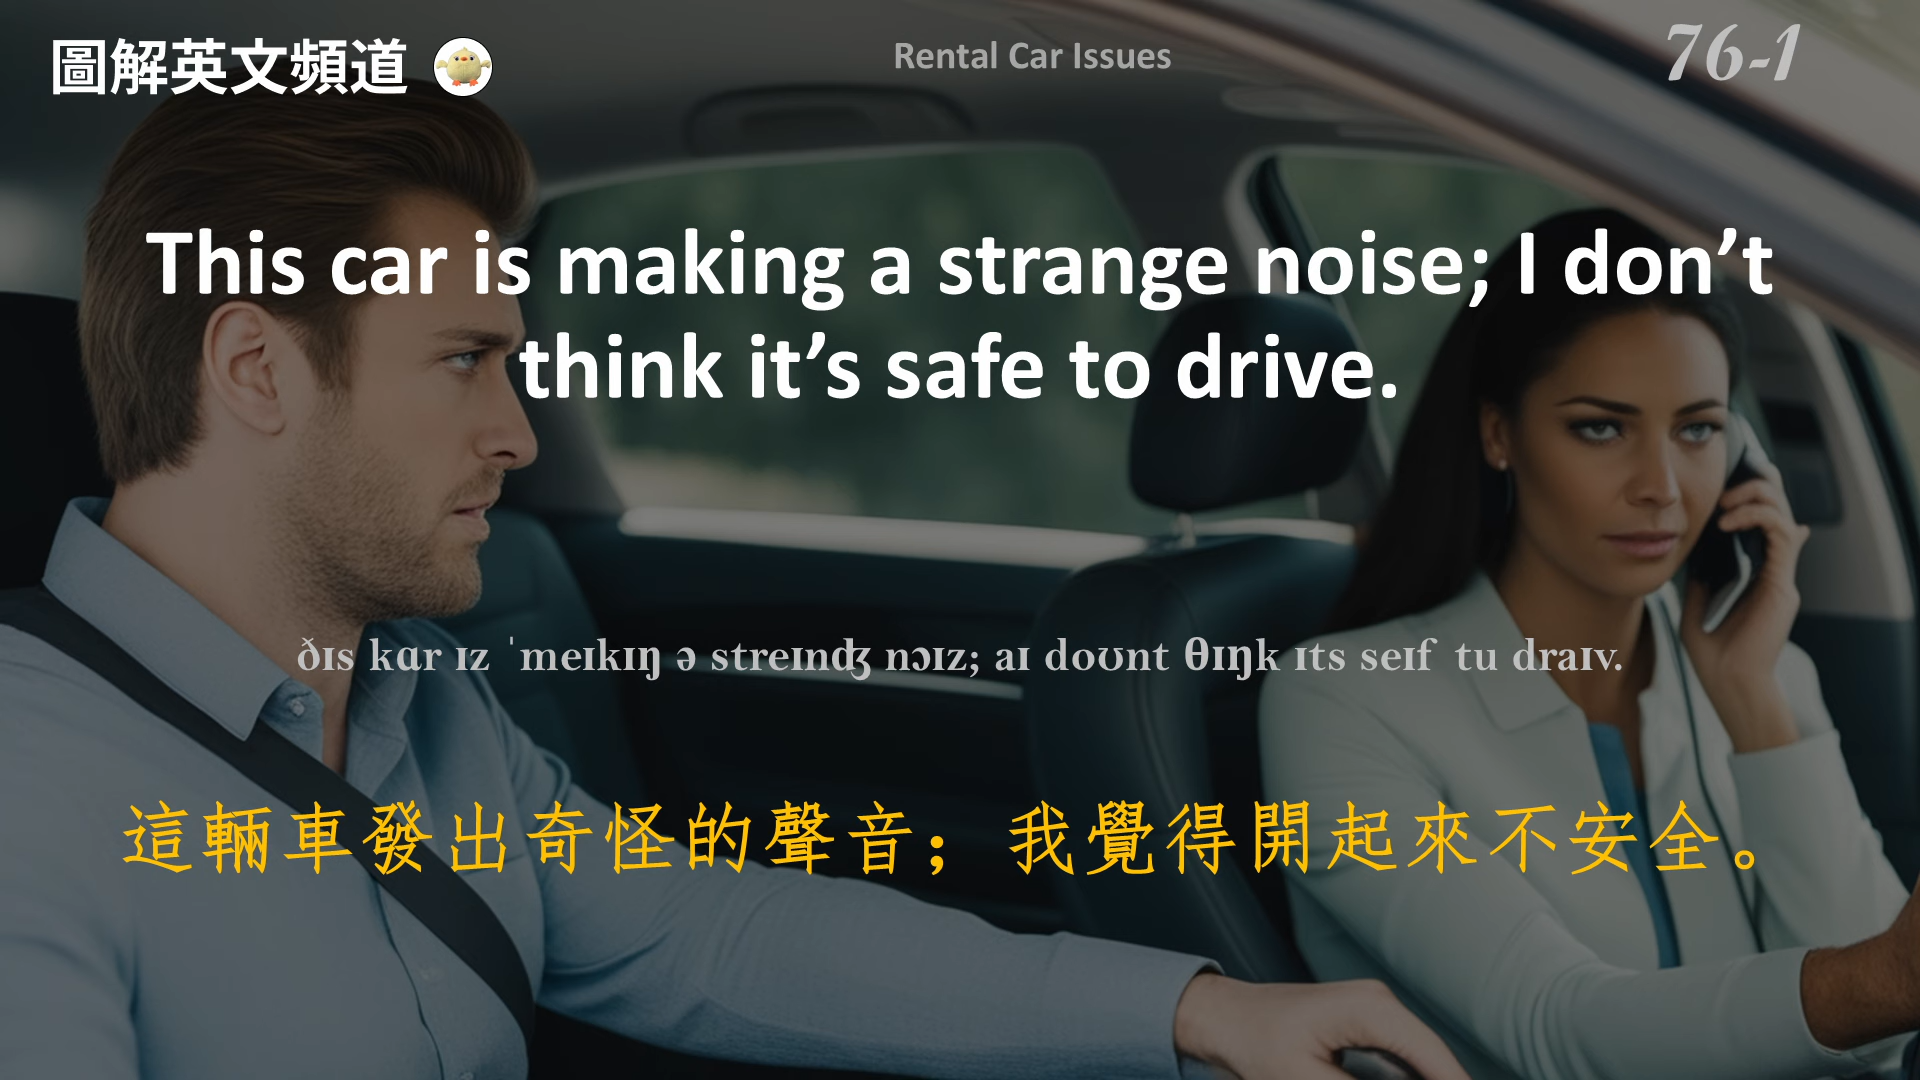 圖解英文頻道
Rental Car Issues
76-1
This car is making a strange noise; I don’t
think it’s safe to drive.
ðɪs kɑr ɪz ˈmeɪkɪŋ ə streɪnʤ nɔɪz; aɪ doʊnt θɪŋk ɪts seɪf tu draɪv.
這輛車發出奇怪的聲音；我覺得開起來不安全。